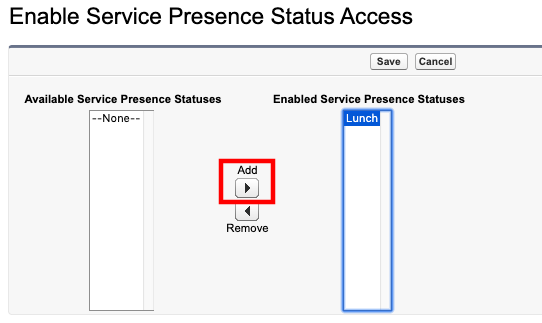 Enable Service Presence Status Access
Save Cancel
Available Service Presence Statuses
Enabled Service Presence Statuses
--None--
Lunch
Add
Remove